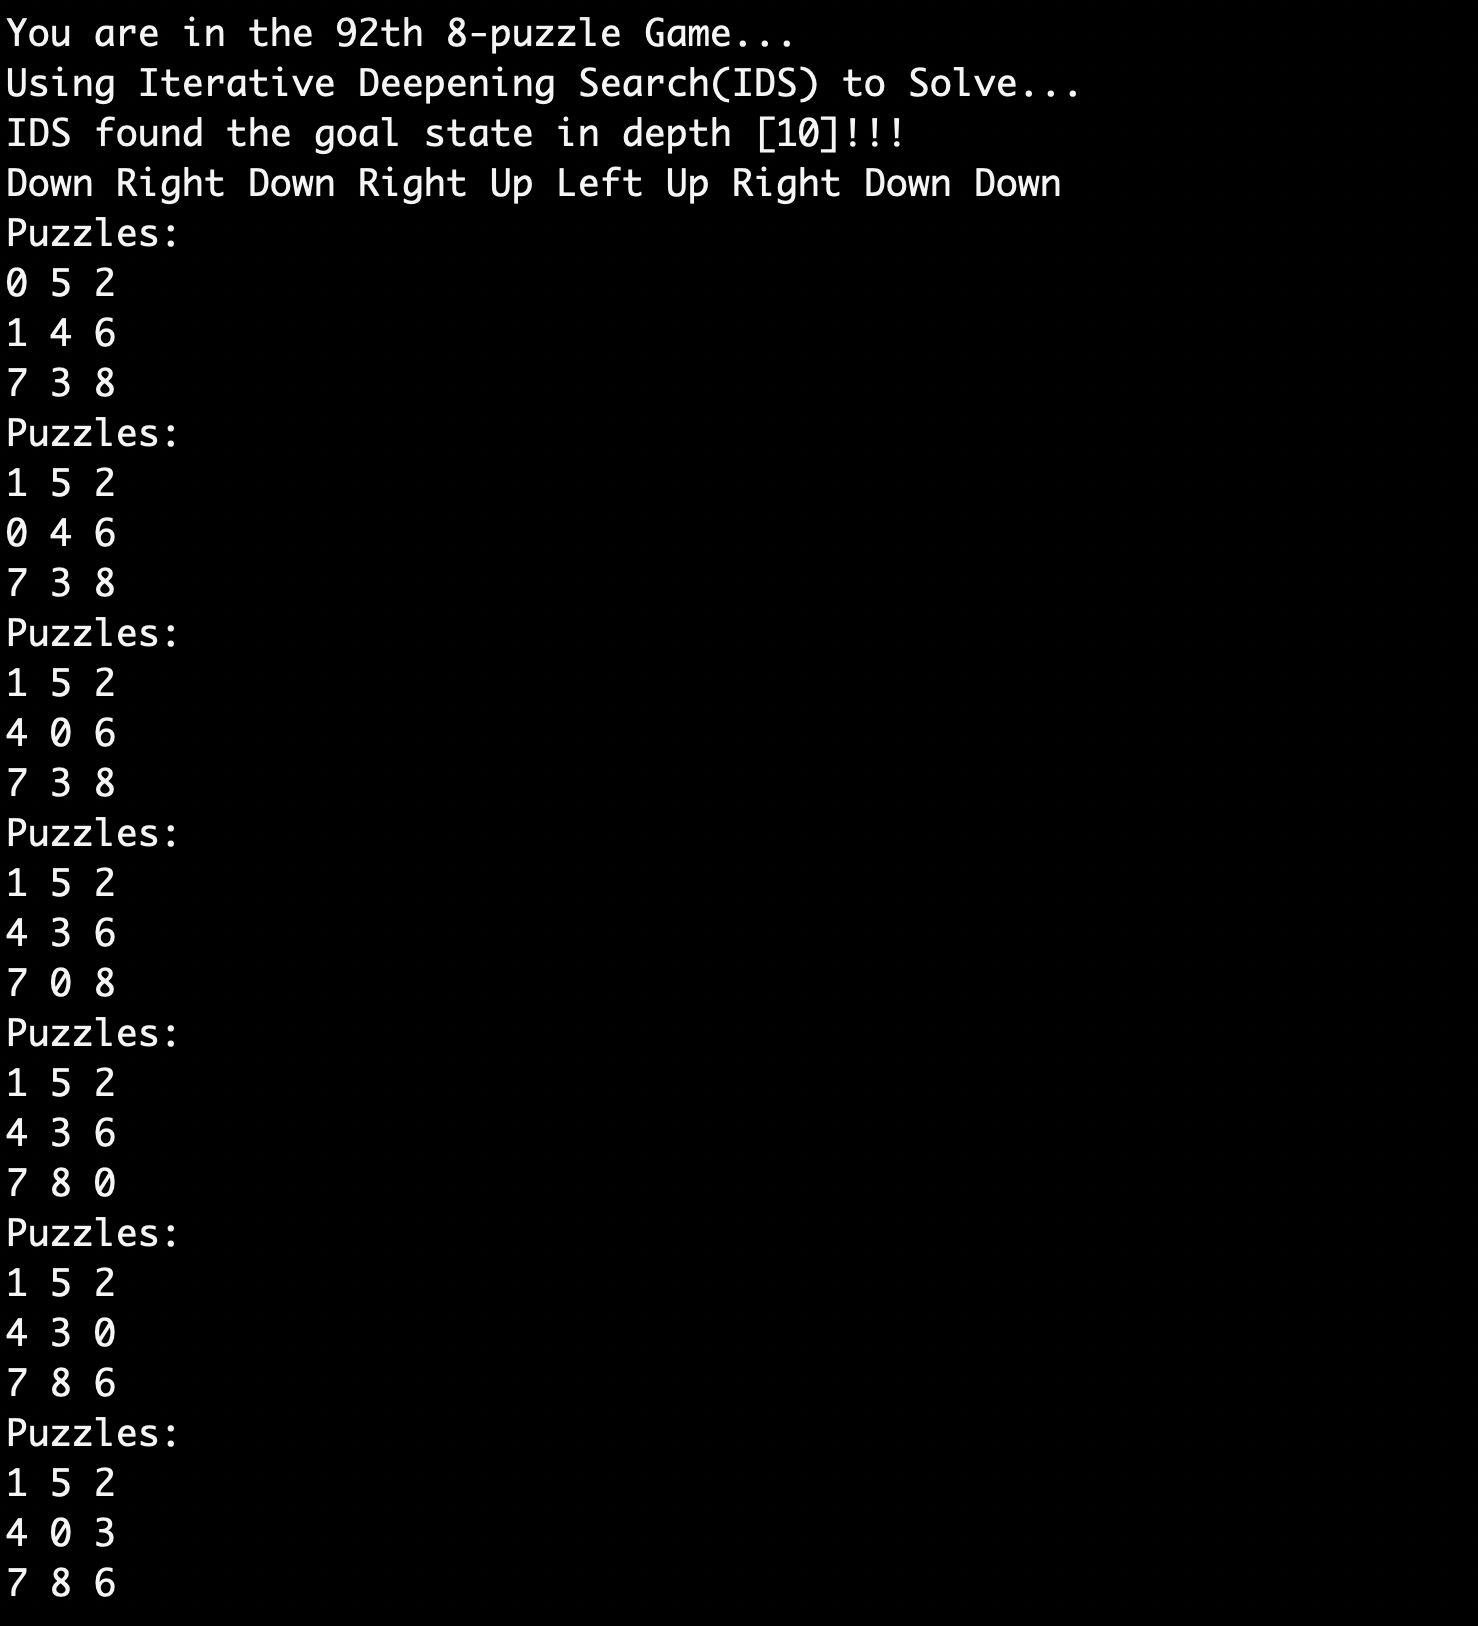 You are in the 92th 8-puzzle Game...
Using Iterative Deepening Search(IDS) to Solve...
IDS found the goal state in depth [10]!!!
Down Right Down Right Up Left Up Right Down Down
Puzzles:
0 5 2
1 4 6
7 3 8
Puzzles:
1 5 2
0 4 6
7 3 8
Puzzles:
1 5 2
4 0 6
7 3 8
Puzzles:
1 5 2
4 3 6
7 0 8
Puzzles:
1 5 2
4 3 6
7 8 0
Puzzles:
1 5 2
4 3 0
7 8 6
Puzzles:
1 5 2
4 0 3
7 8 6